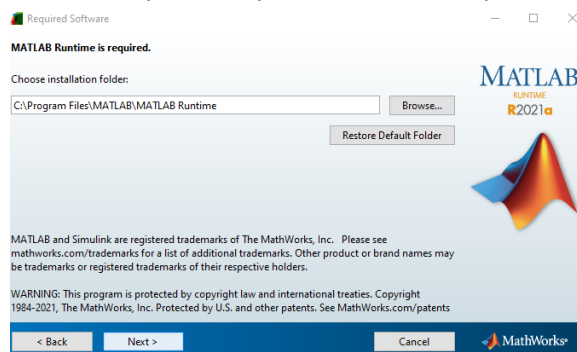 Required Software
MATLAB Runtime is required.
Choose installation folder:
C:\Program Files\MATLAB\MATLAB Runtime
Browse...
Restore Default Folder
MATLAB
RUNTIME
R2021a
MATLAB and Simulink are registered trademarks of The MathWorks, Inc. Please see
mathworks.com/trademarks for a list of additional trademarks. Other product or brand names may
be trademarks or registered trademarks of their respective holders.
WARNING: This program is protected by copyright law and international treaties. Copyright
1984-2021, The MathWorks, Inc. Protected by U.S. and other patents. See MathWorks.com/patents
< Back
Next >
Cancel
MathWorks®